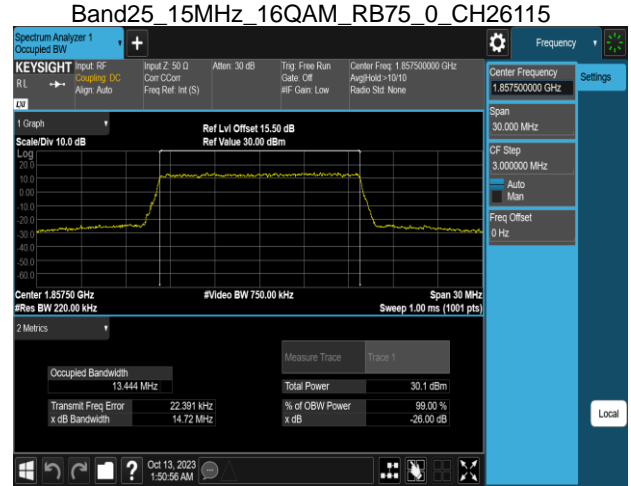 Band25_15MHz_16QAM_RB75_0_CH26115
Spectrum Analyzer 1
Occupied BW
+
Frequency
KEYSIGHT
RL
LXI
Input: RF
Coupling: DC
Align: Auto
Input Z: 50 Ω
Corr CCorr
Freq Ref: Int (S)
Atten: 30 dB
Trig: Free Run
Gate: Off
#IF Gain: Low
Center Freq: 1.857500000 GHz
Avg|Hold:>10/10
Radio Std: None
Center Frequency
1.857500000 GHz
Settings
Span
30.000 MHz
CF Step
3.000000 MHz
Auto
Man
Freq Offset
0 Hz
1 Graph
Scale/Div 10.0 dB
Ref Lvl Offset 15.50 dB
Ref Value 30.00 dBm
Log
20.0
10.0
0.00
-10.0
-20.0
-30.0
-40.0
-50.0
-60.0
Center 1.85750 GHz
#Res BW 220.00 kHz
#Video BW 750.00 kHz
Span 30 MHz
Sweep 1.00 ms (1001 pts)
2 Metrics
Measure Trace
Trace 1
Occupied Bandwidth
13.444 MHz
Total Power
30.1 dBm
Transmit Freq Error
22.391 kHz
% of OBW Power
99.00 %
x dB Bandwidth
14.72 MHz
x dB
-26.00 dB
Local
?
Oct 13, 2023
1:50:56 AM